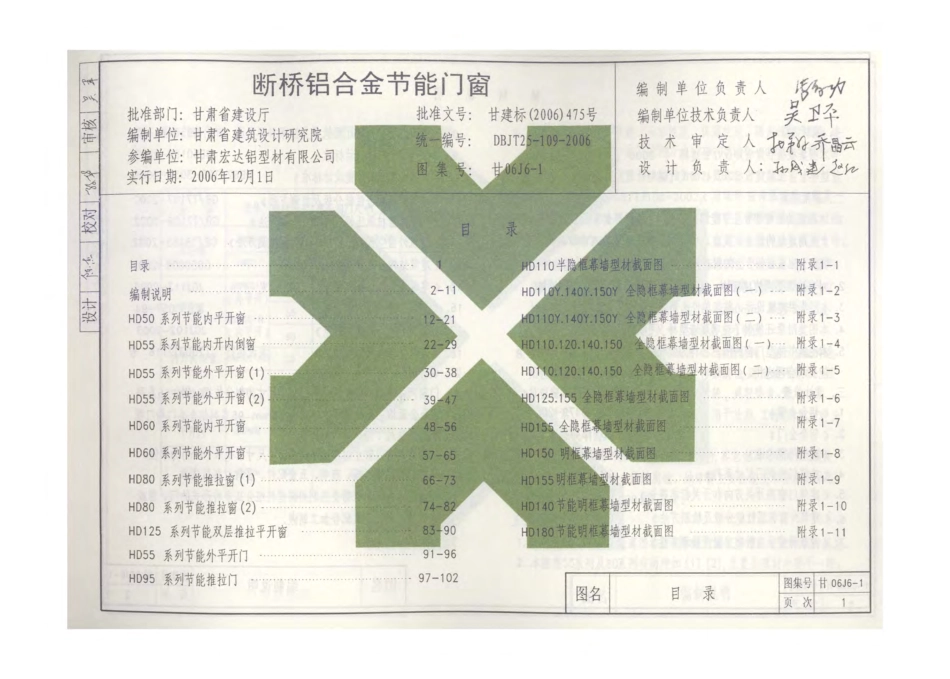 断桥铝合金节能门窗
批准部门: 甘肃省建设厅
编制单位: 甘肃省建筑设计研究院
参编单位: 甘肃宏达铝型材有限公司
实行日期: 2006年12月1日
批准文号: 甘建标(2006)475号
统一编号: DBJT25-109-2006
图集号: 甘06J6-1
编制单位负责人
编制单位技术负责人
技术审定人
设计负责人:
目 录
目录 1
编制说明 2-11
HD50 系列节能内平开窗 12-21
HD55 系列节能内开内倒窗 22-29
HD55 系列节能外平开窗(1) 30-38
HD55 系列节能外平开窗(2) 39-47
HD60 系列节能内平开窗 48-56
HD60 系列节能外平开窗 57-65
HD80 系列节能推拉窗(1) 66-73
HD80 系列节能推拉窗(2) 74-82
HD125 系列节能双层推拉平开窗 83-90
HD55 系列节能外平开门 91-96
HD95 系列节能推拉门 97-102
HD110半隐框幕墙型材截面图 附录1-1
HD110Y.140Y.150Y 全隐框幕墙型材截面图(一) 附录1-2
HD110Y.140Y.150Y 全隐框幕墙型材截面图(二) 附录1-3
HD110.120.140.150 全隐框幕墙型材截面图(一) 附录1-4
HD110.120.140.150 全隐框幕墙型材截面图(二) 附录1-5
HD125.155 全隐框幕墙型材截面图 附录1-6
HD155 全隐框幕墙型材截面图 附录1-7
HD150 明框幕墙型材截面图 附录1-8
HD155明框幕墙型材截面图 附录1-9
HD140节能明框幕墙型材截面图 附录1-10
HD180节能明框幕墙型材截面图 附录1-11
审核
校对
设计
图名 目 录 图集号 甘06J6-1
页次 1